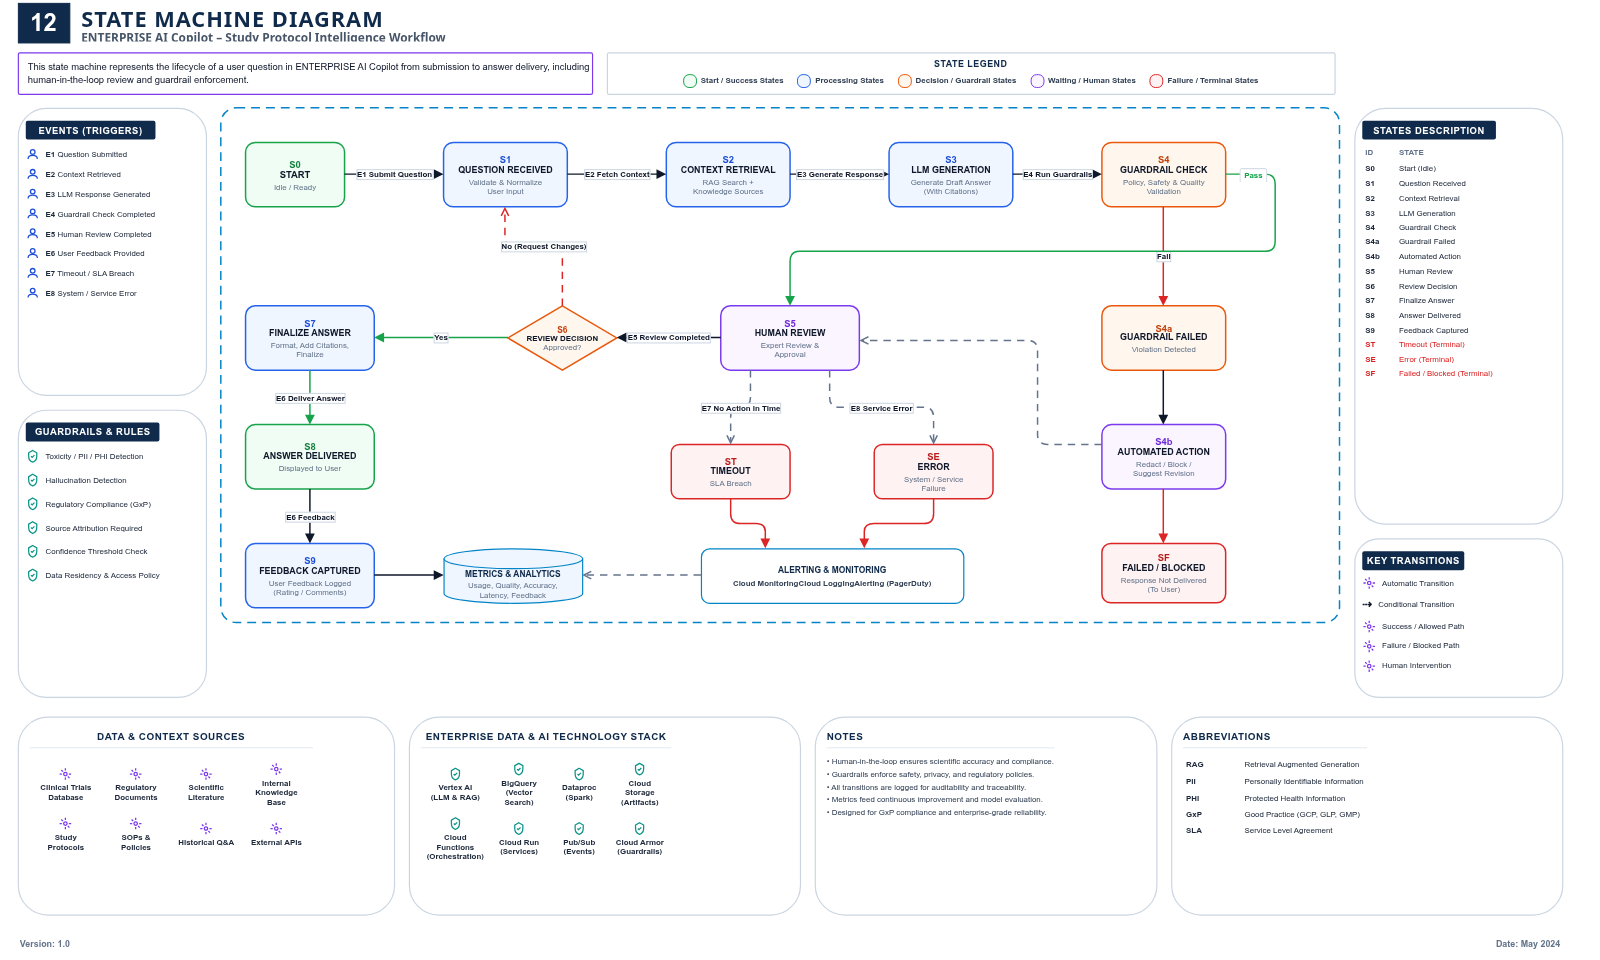 12
STATE MACHINE DIAGRAM
ENTERPRISE AI Copilot – Study Protocol Intelligence Workflow
This state machine represents the lifecycle of a user question in ENTERPRISE AI Copilot from submission to answer delivery, including
human-in-the-loop review and guardrail enforcement.
STATE LEGEND
Start / Success States
Processing States
Decision / Guardrail States
Waiting / Human States
Failure / Terminal States
EVENTS (TRIGGERS)
E1 Question Submitted
E2 Context Retrieved
E3 LLM Response Generated
E4 Guardrail Check Completed
E5 Human Review Completed
E6 User Feedback Provided
E7 Timeout / SLA Breach
E8 System / Service Error
GUARDRAILS & RULES
Toxicity / PII / PHI Detection
Hallucination Detection
Regulatory Compliance (GxP)
Source Attribution Required
Confidence Threshold Check
Data Residency & Access Policy
S0
START
Idle / Ready
E1 Submit Question
S1
QUESTION RECEIVED
Validate & Normalize
User Input
E2 Fetch Context
S2
CONTEXT RETRIEVAL
RAG Search +
Knowledge Sources
E3 Generate Response
S3
LLM GENERATION
Generate Draft Answer
(With Citations)
E4 Run Guardrails
S4
GUARDRAIL CHECK
Policy, Safety & Quality
Validation
Pass
No (Request Changes)
Fail
S7
FINALIZE ANSWER
Format, Add Citations,
Finalize
Yes
S6
REVIEW DECISION
Approved?
E5 Review Completed
S5
HUMAN REVIEW
Expert Review &
Approval
S4a
GUARDRAIL FAILED
Violation Detected
E6 Deliver Answer
E7 No Action in Time
E8 Service Error
S8
ANSWER DELIVERED
Displayed to User
ST
TIMEOUT
SLA Breach
SE
ERROR
System / Service
Failure
S4b
AUTOMATED ACTION
Redact / Block /
Suggest Revision
E6 Feedback
S9
FEEDBACK CAPTURED
User Feedback Logged
(Rating / Comments)
METRICS & ANALYTICS
Usage, Quality, Accuracy,
Latency, Feedback
ALERTING & MONITORING
Cloud MonitoringCloud LoggingAlerting (PagerDuty)
SF
FAILED / BLOCKED
Response Not Delivered
(To User)
STATES DESCRIPTION
ID STATE
S0 Start (Idle)
S1 Question Received
S2 Context Retrieval
S3 LLM Generation
S4 Guardrail Check
S4a Guardrail Failed
S4b Automated Action
S5 Human Review
S6 Review Decision
S7 Finalize Answer
S8 Answer Delivered
S9 Feedback Captured
ST Timeout (Terminal)
SE Error (Terminal)
SF Failed / Blocked (Terminal)
KEY TRANSITIONS
Automatic Transition
Conditional Transition
Success / Allowed Path
Failure / Blocked Path
Human Intervention
DATA & CONTEXT SOURCES
Clinical Trials
Database
Regulatory
Documents
Scientific
Literature
Internal
Knowledge
Base
Study
Protocols
SOPs &
Policies
Historical Q&A
External APIs
ENTERPRISE DATA & AI TECHNOLOGY STACK
Vertex AI
(LLM & RAG)
BigQuery
(Vector
Search)
Dataproc
(Spark)
Cloud
Storage
(Artifacts)
Cloud
Functions
(Orchestration)
Cloud Run
(Services)
Pub/Sub
(Events)
Cloud Armor
(Guardrails)
NOTES
• Human-in-the-loop ensures scientific accuracy and compliance.
• Guardrails enforce safety, privacy, and regulatory policies.
• All transitions are logged for auditability and traceability.
• Metrics feed continuous improvement and model evaluation.
• Designed for GxP compliance and enterprise-grade reliability.
ABBREVIATIONS
RAG Retrieval Augmented Generation
PII Personally Identifiable Information
PHI Protected Health Information
GxP Good Practice (GCP, GLP, GMP)
SLA Service Level Agreement
Version: 1.0
Date: May 2024